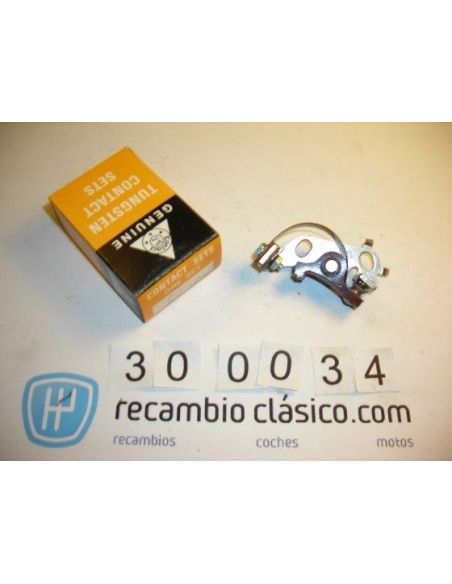 TUNGSTEN
CONTACT
SETS
GENUINE
CONTACT SETS
30 00 34
recambio clásico.com
recambios coches motos